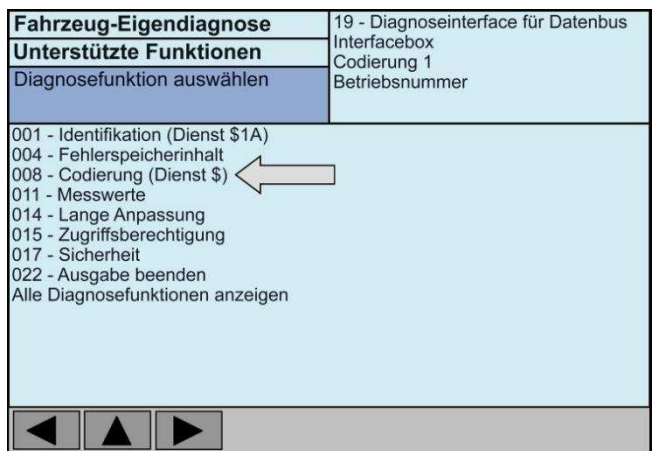 Fahrzeug-Eigendiagnose
Unterstützte Funktionen
Diagnosefunktion auswählen
19 - Diagnoseinterface für Datenbus
Interfacebox
Codierung 1
Betriebsnummer
001 - Identifikation (Dienst $1A)
004 - Fehlerspeicherinhalt
008 - Codierung (Dienst $)
011 - Messwerte
014 - Lange Anpassung
015 - Zugriffsberechtigung
017 - Sicherheit
022 - Ausgabe beenden
Alle Diagnosefunktionen anzeigen